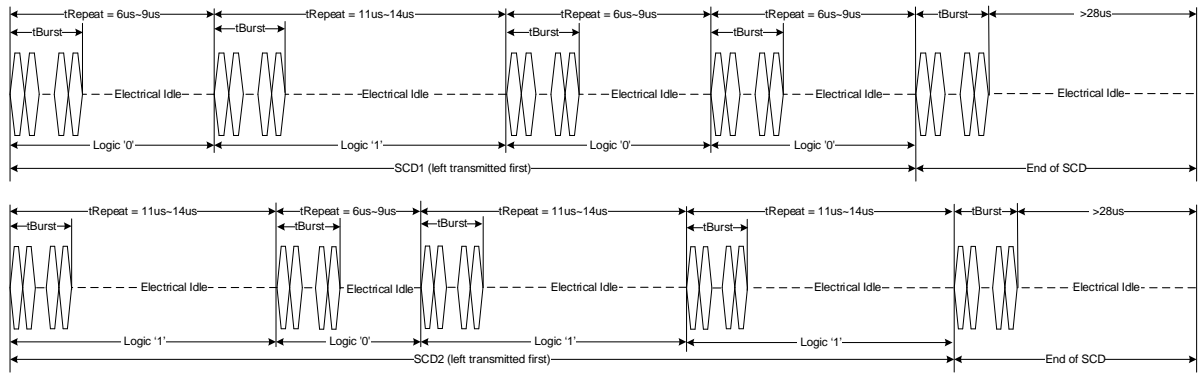 tRepeat = 6us~9us tRepeat = 11us~14us tRepeat = 6us~9us tRepeat = 6us~9us tBurst >28us
tBurst tBurst tBurst tBurst
Electrical Idle Electrical Idle Electrical Idle Electrical Idle Electrical Idle
Logic '0' Logic '1' Logic '0' Logic '0'
SCD1 (left transmitted first) End of SCD
tRepeat = 11us~14us tRepeat = 6us~9us tRepeat = 11us~14us tRepeat = 11us~14us tBurst >28us
tBurst tBurst tBurst tBurst
Electrical Idle Electrical Idle Electrical Idle Electrical Idle Electrical Idle
Logic '1' Logic '0' Logic '1' Logic '1'
SCD2 (left transmitted first) End of SCD